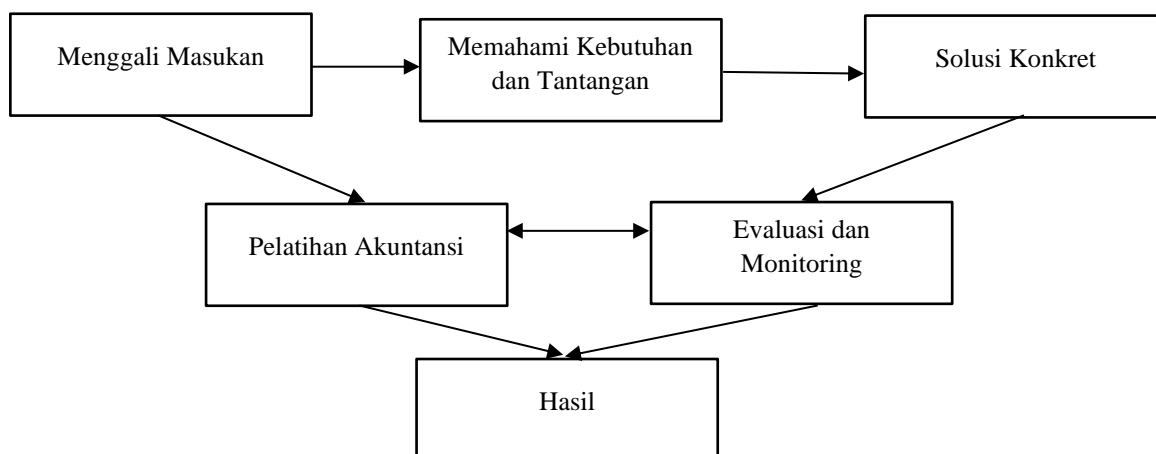 Menggali Masukan
Memahami Kebutuhan
dan Tantangan
Solusi Konkret
Pelatihan Akuntansi
Evaluasi dan
Monitoring
Hasil